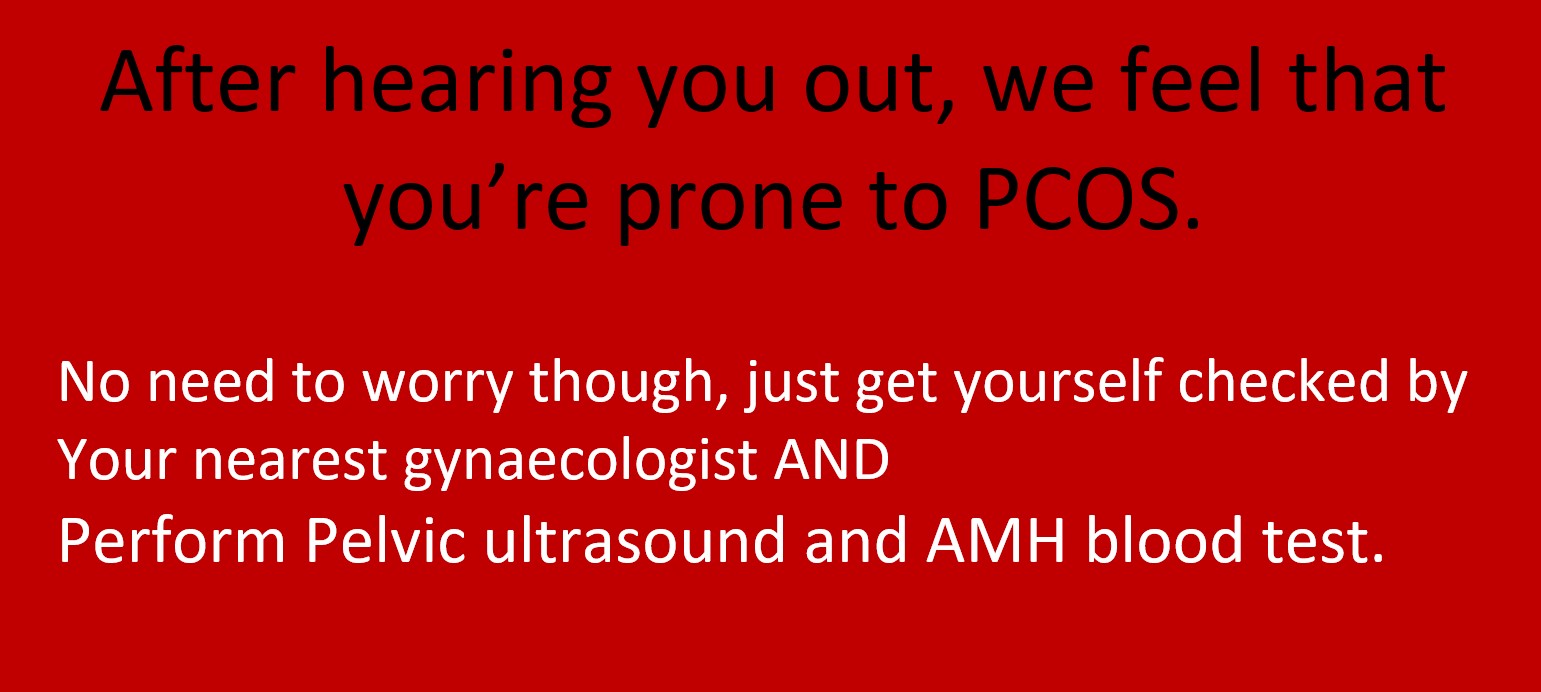 After hearing you out, we feel that
you’re prone to PCOS.
No need to worry though, just get yourself checked by
Your nearest gynaecologist AND
Perform Pelvic ultrasound and AMH blood test.